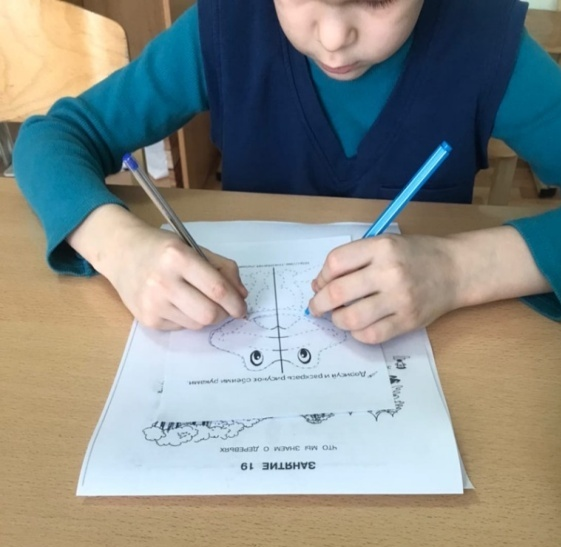 ЗАНЯТИЕ 19
ЧТО МЫ ЗНАЕМ О ДЕРЕВЬЯХ
Дорисуй и раскрась рисунок обеими руками